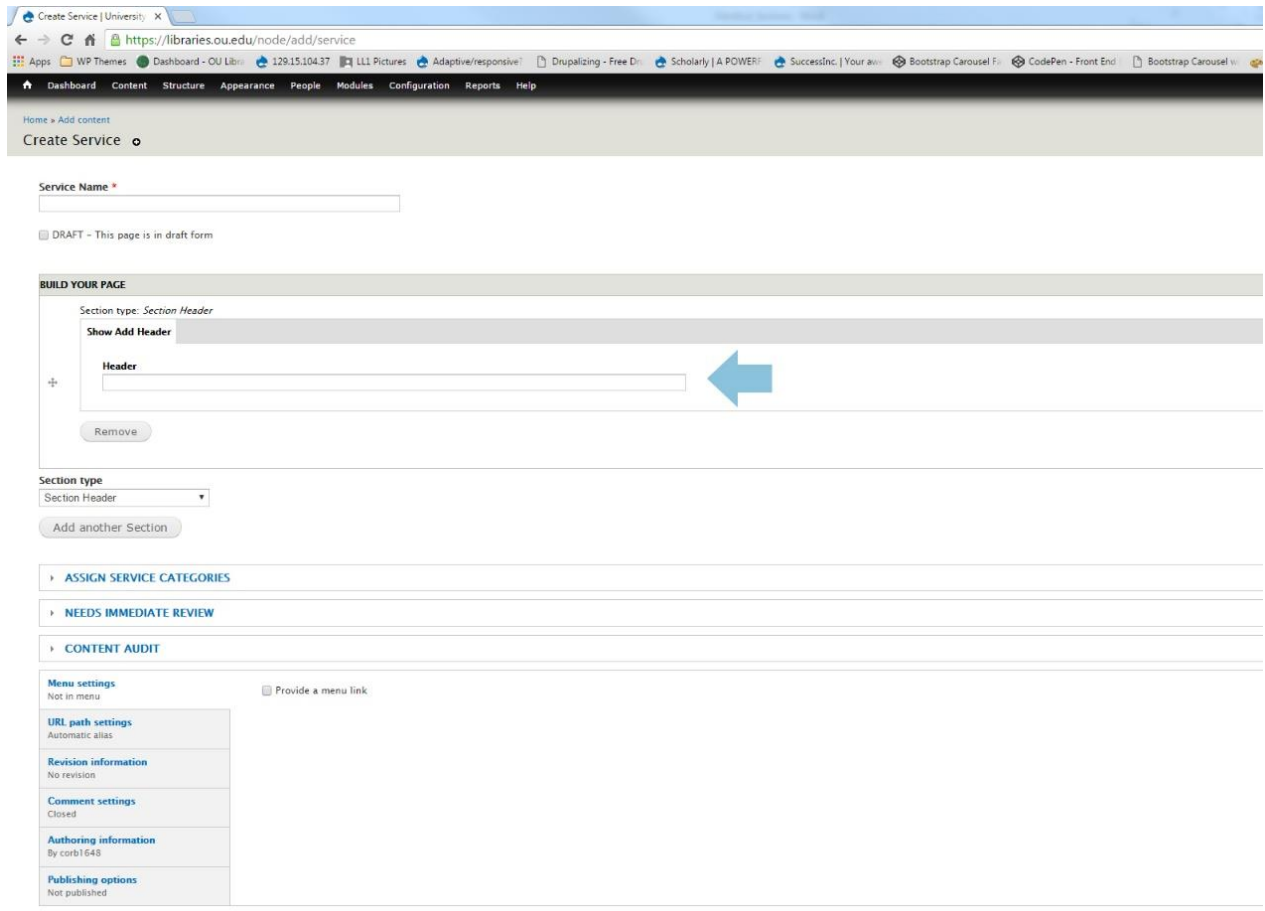 Create Service | University
https://libraries.ou.edu/node/add/service
Apps WP Themes Dashboard - OU Libr 129.15.104.37 LL1 Pictures Adaptive/responsive Drupalizing - Free Dr Scholarly | A POWERF SuccessInc. | Your aw Bootstrap Carousel Fa CodePen - Front End Bootstrap Carousel w
Dashboard Content Structure Appearance People Modules Configuration Reports Help
Home » Add content
Create Service
Service Name *
DRAFT - This page is in draft form
BUILD YOUR PAGE
Section type: Section Header
Show Add Header
Header
Remove
Section type
Section Header
Add another Section
ASSIGN SERVICE CATEGORIES
NEEDS IMMEDIATE REVIEW
CONTENT AUDIT
Menu settings
Not in menu
Provide a menu link
URL path settings
Automatic alias
Revision information
No revision
Comment settings
Closed
Authoring information
By corb1648
Publishing options
Not published